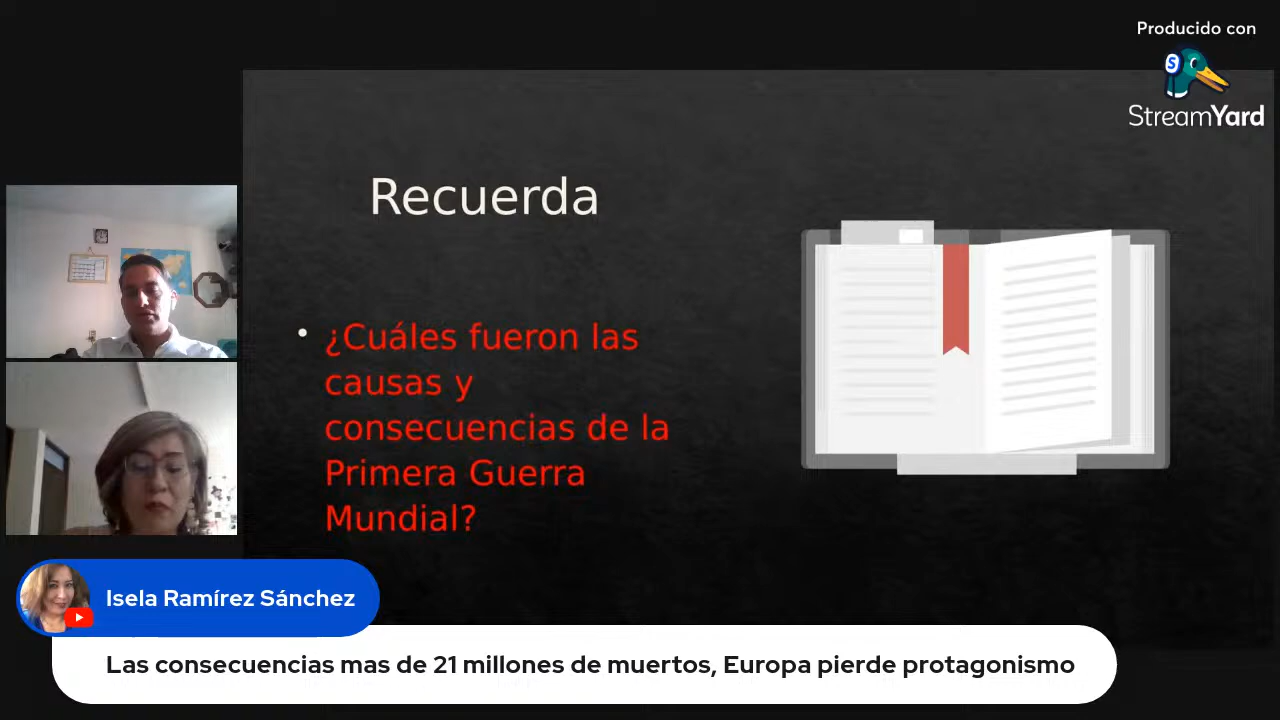 Producido con
StreamYard
Recuerda
• ¿Cuáles fueron las
causas y
consecuencias de la
Primera Guerra
Mundial?
Isela Ramírez Sánchez
Las consecuencias mas de 21 millones de muertos, Europa pierde protagonismo